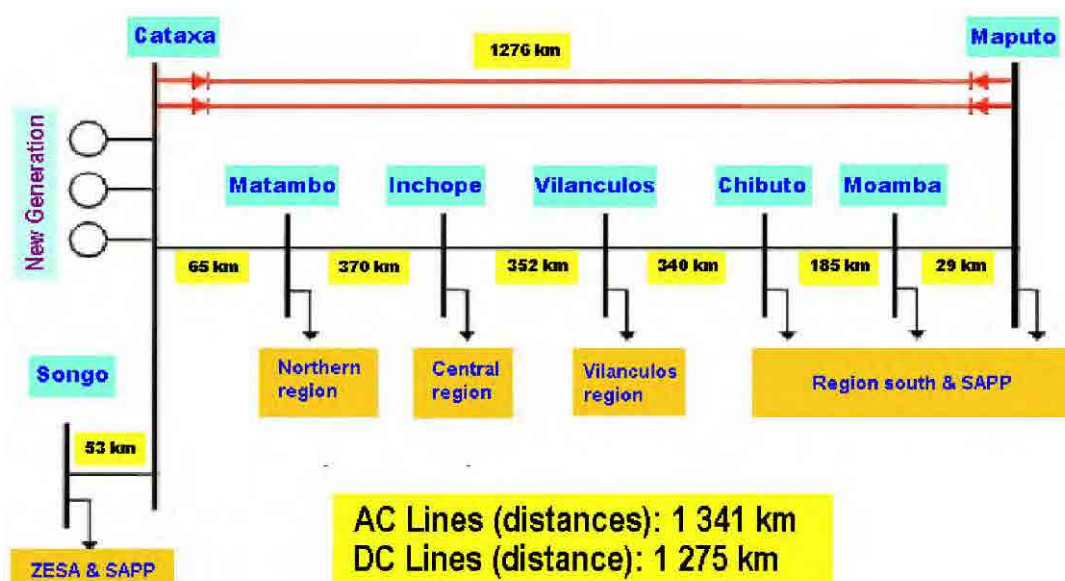 Cataxa
1276 km
Maputo
New Generation
Matambo
Inchope
Vilanculos
Chibuto
Moamba
65 km
370 km
352 km
340 km
185 km
29 km
Songo
Northern
region
Central
region
Vilanculos
region
Region south & SAPP
53 km
AC Lines (distances): 1 341 km
DC Lines (distance): 1 275 km
ZESA & SAPP